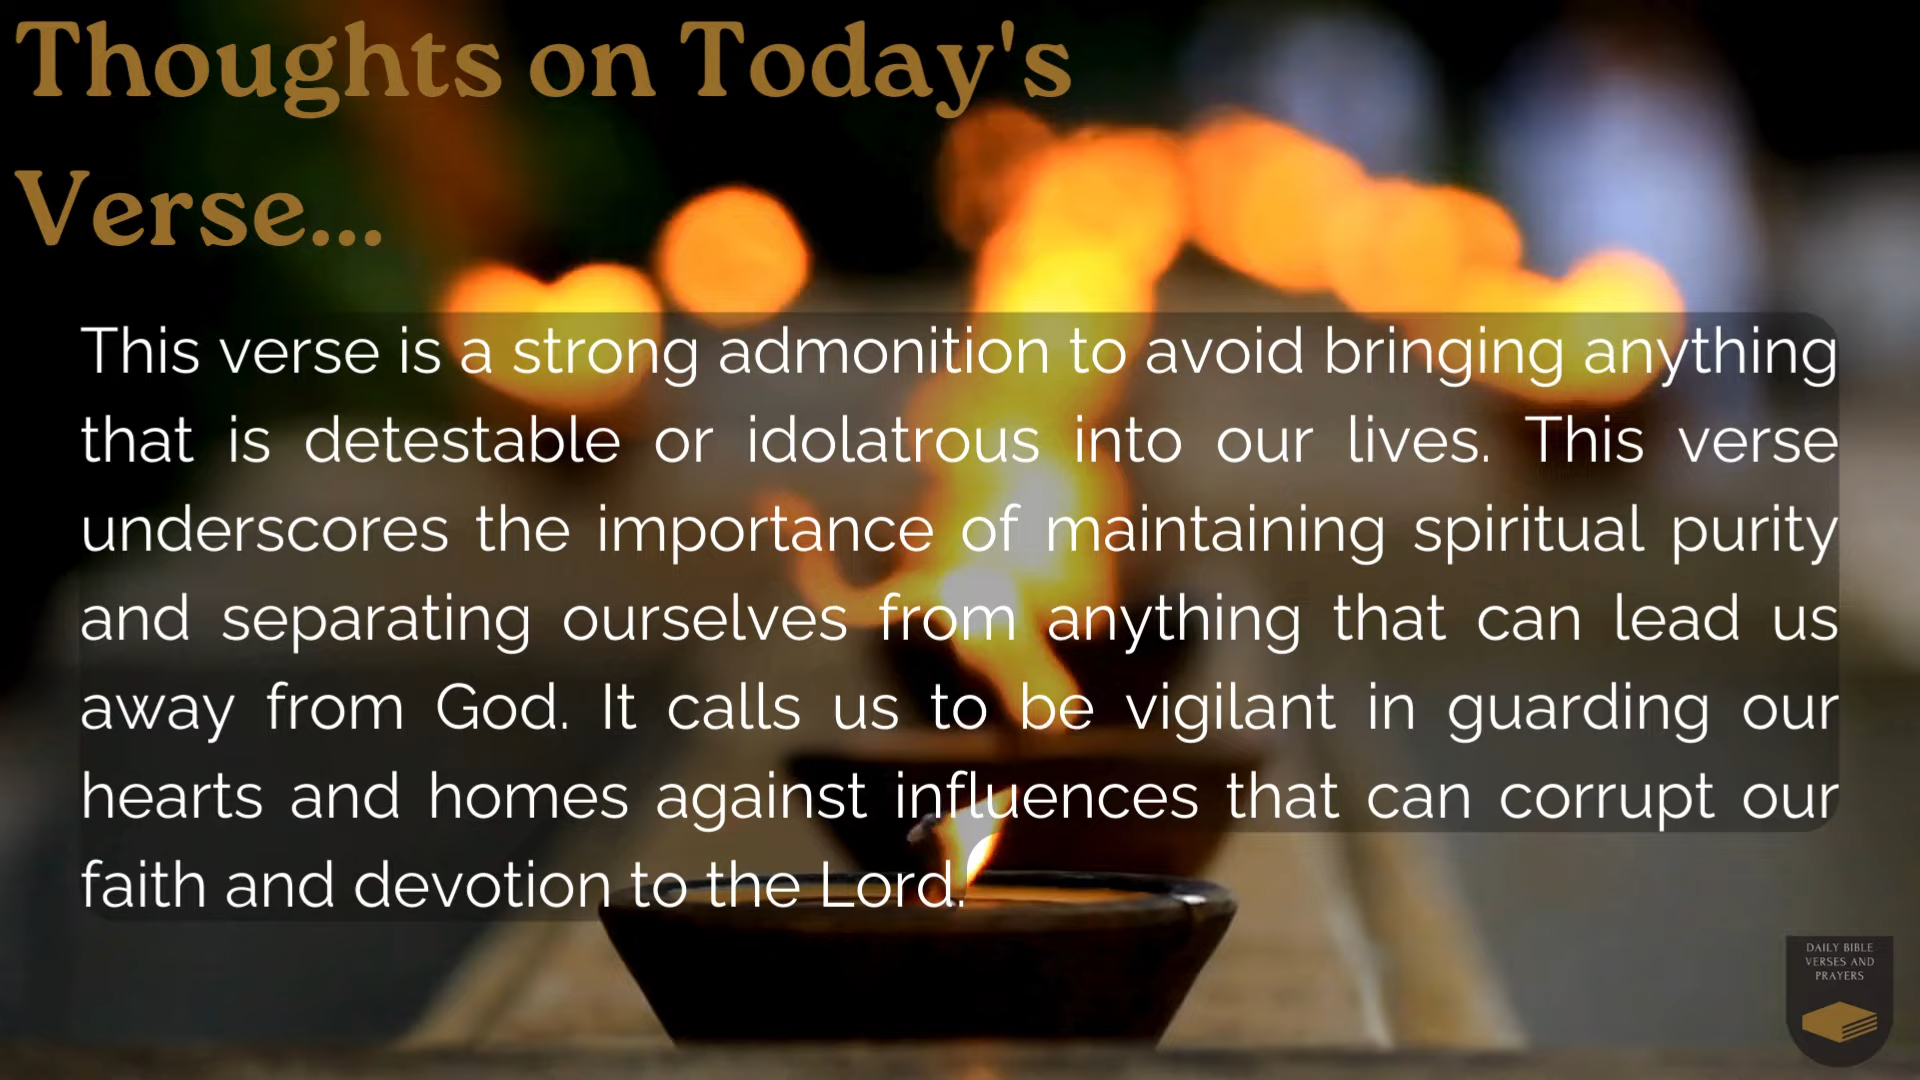 Thoughts on Today's
Verse...
This verse is a strong admonition to avoid bringing anything
that is detestable or idolatrous into our lives. This verse
underscores the importance of maintaining spiritual purity
and separating ourselves from anything that can lead us
away from God. It calls us to be vigilant in guarding our
hearts and homes against influences that can corrupt our
faith and devotion to the Lord.
DAILY BIBLE
VERSES AND
PRAYERS